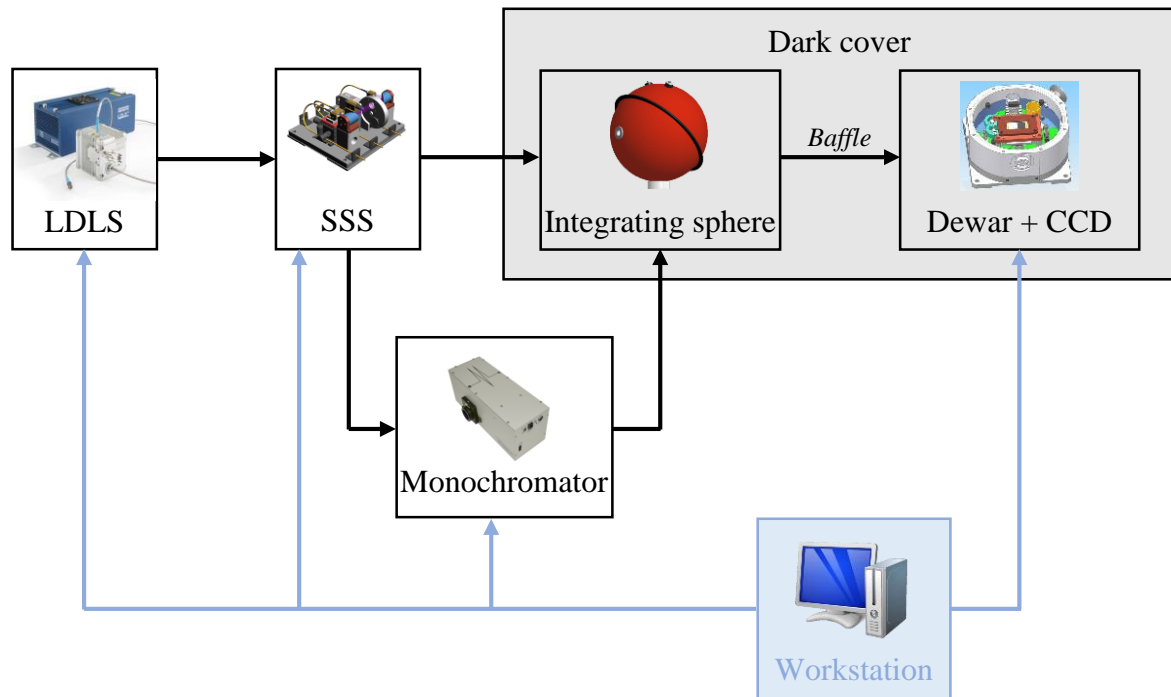 Dark cover
LDLS
SSS
Integrating sphere
Baffle
Dewar + CCD
Monochromator
Workstation